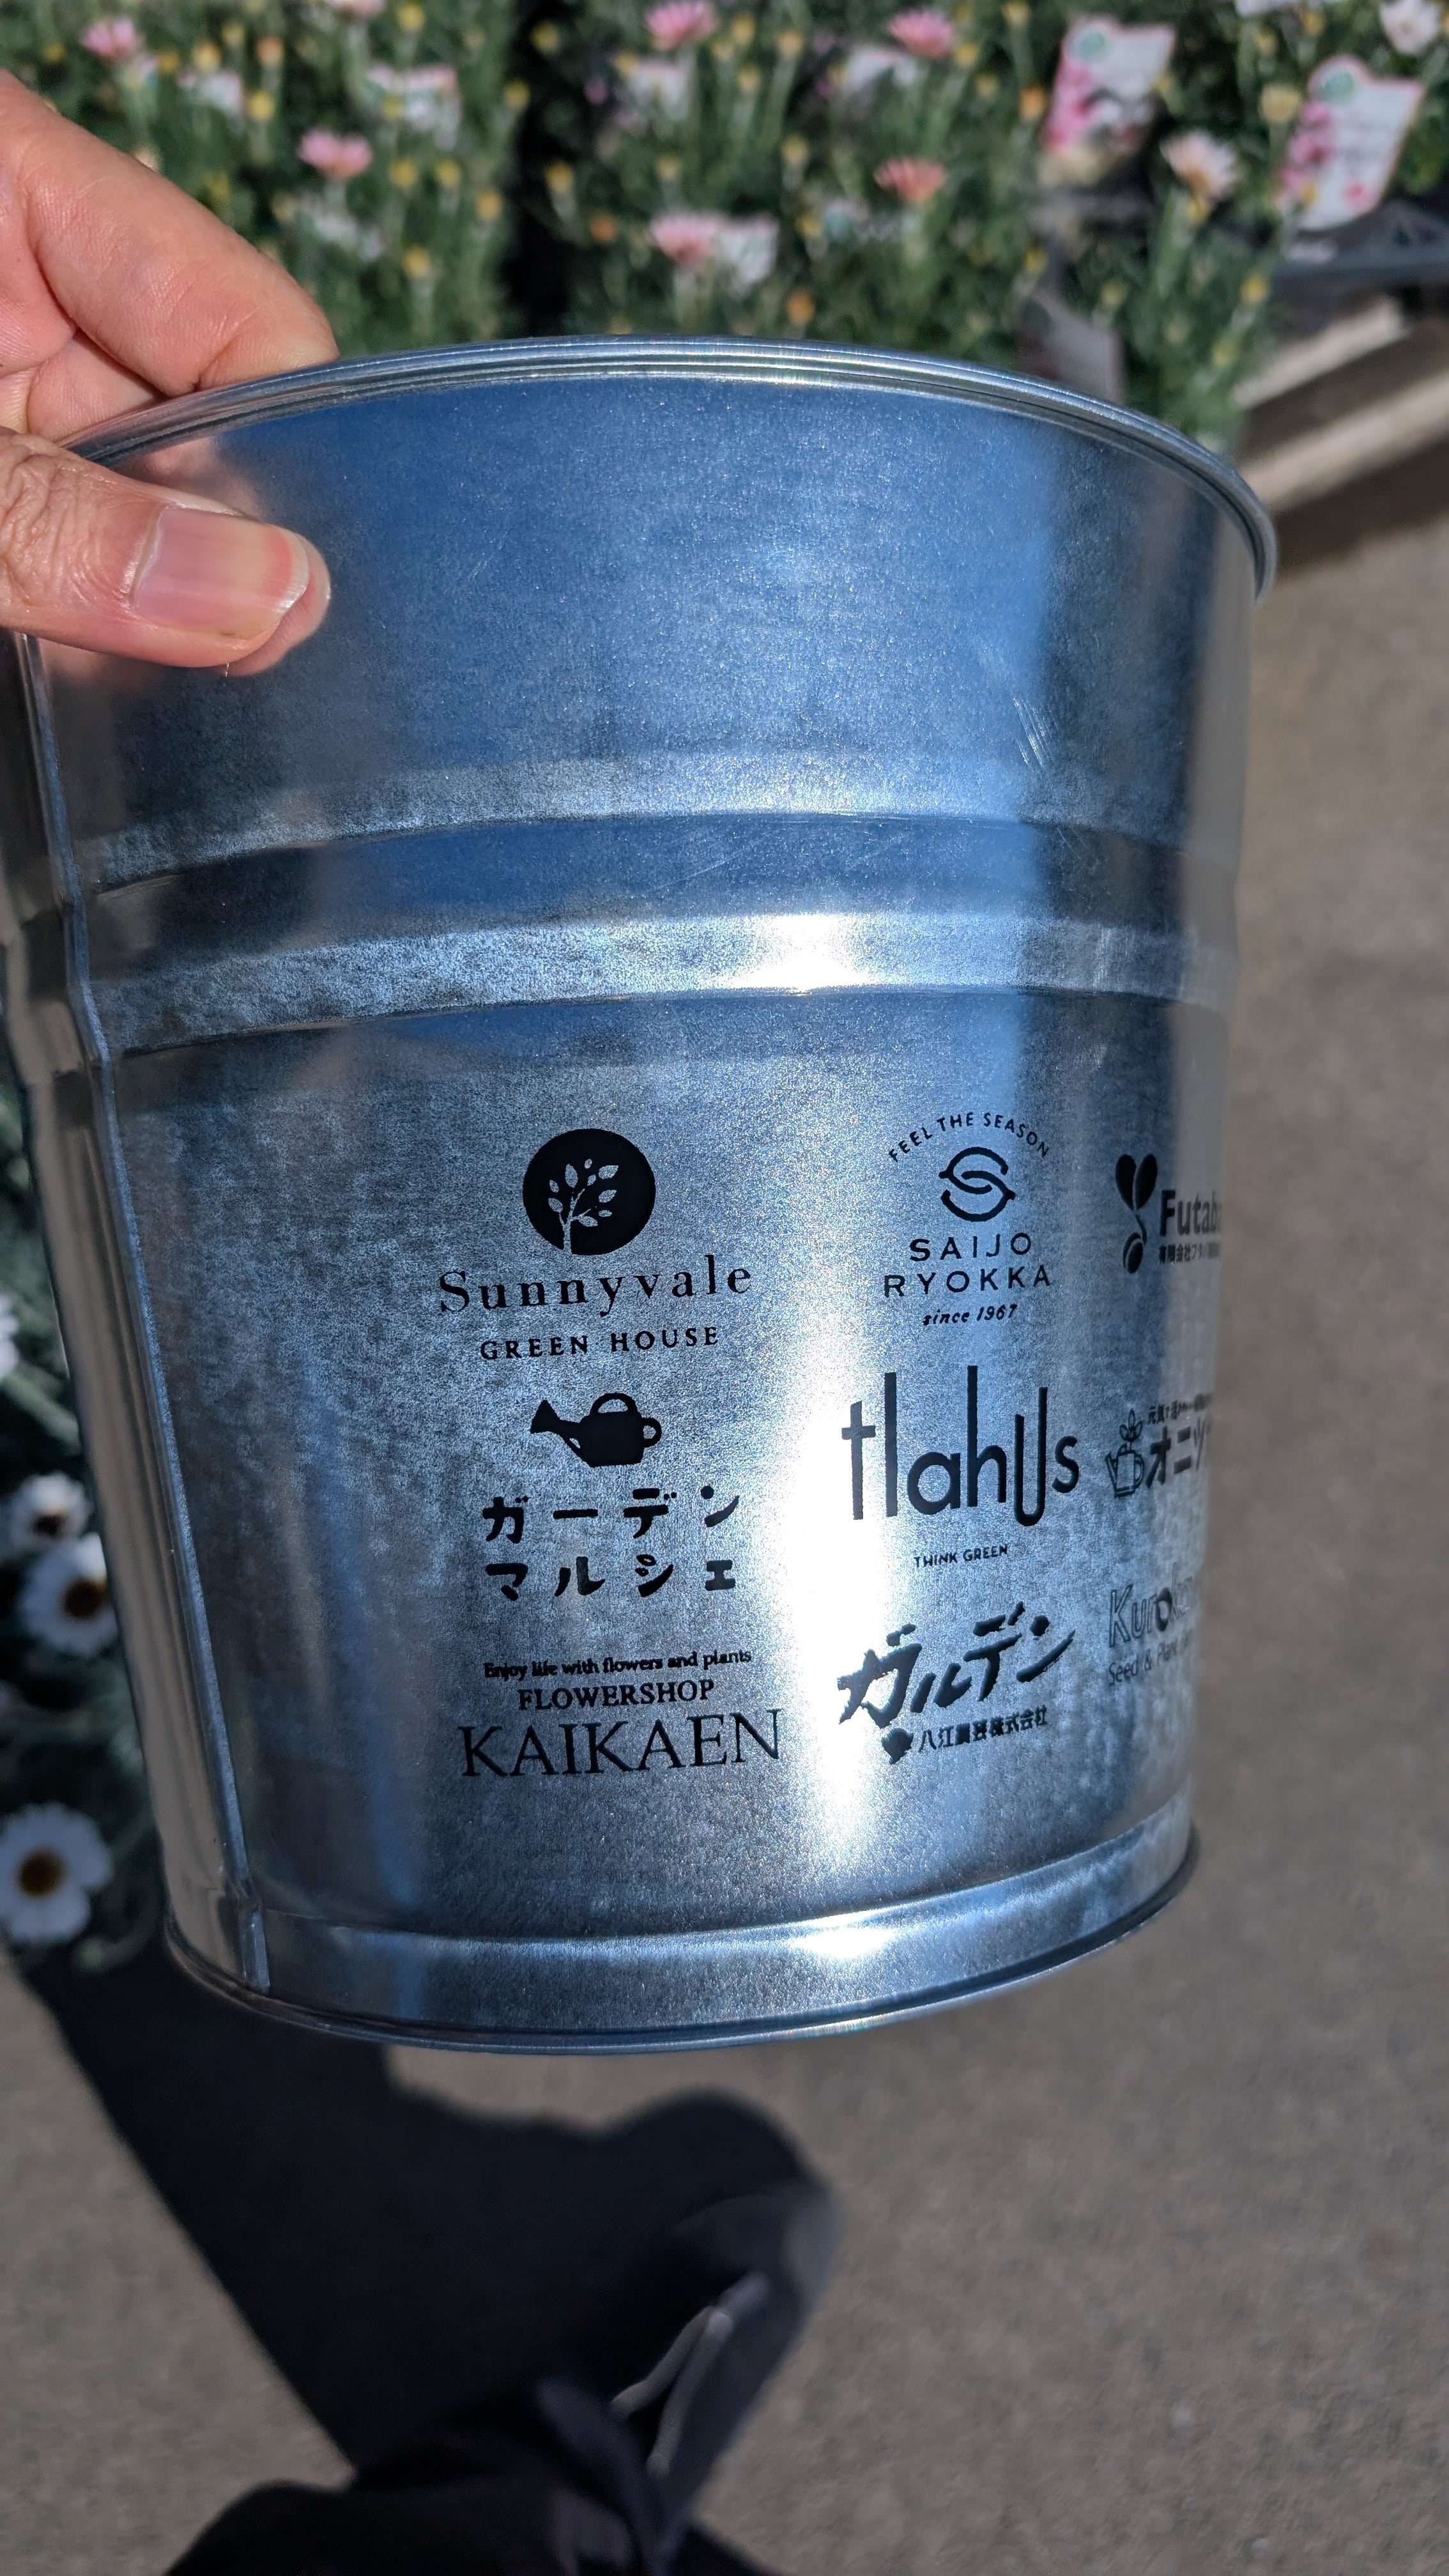 Sunnyvale
GREEN HOUSE
ガーデン
マルシェ
Enjoy life with flowers and plants
FLOWERSHOP
KAIKAEN
FEEL THE SEASON
SAIJO
RYOKKA
since 1967
tlahUs
THINK GREEN
ガルデン
八江農芸株式会社
Seed &